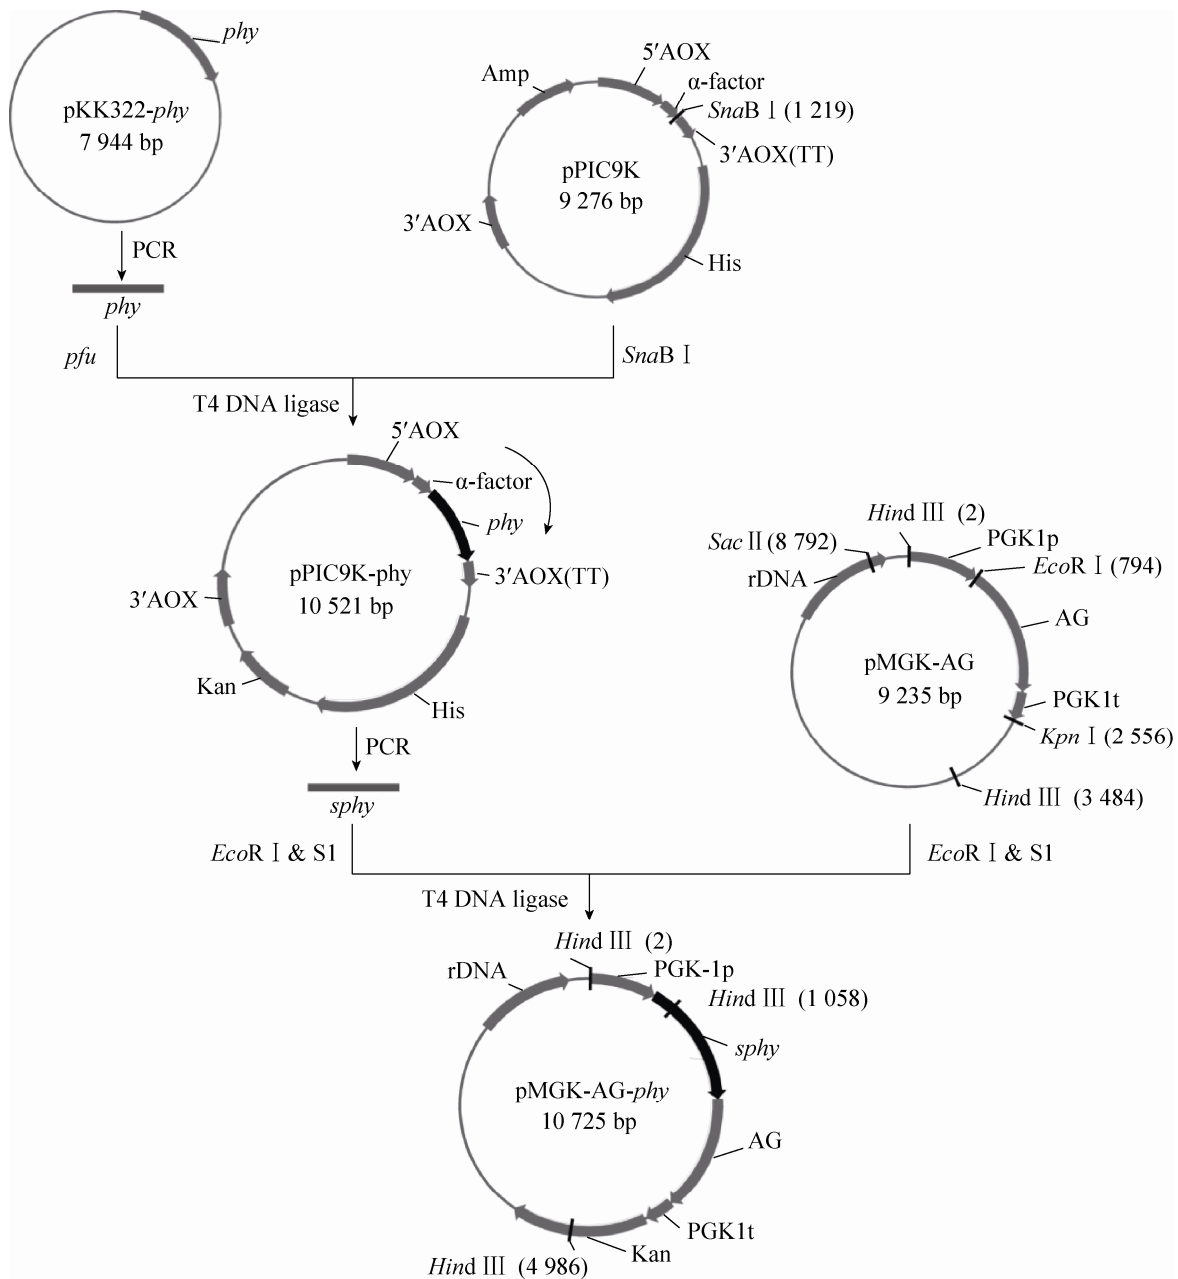 phy
pKK322-phy
7 944 bp
PCR
phy
pfu
Amp
5′AOX
α-factor
SnaB Ⅰ (1 219)
3′AOX(TT)
pPIC9K
9 276 bp
3′AOX
His
SnaB Ⅰ
T4 DNA ligase
5′AOX
α-factor
phy
pPIC9K-phy
10 521 bp
3′AOX(TT)
3′AOX
Kan
His
PCR
sphy
EcoR Ⅰ & S1
Hind Ⅲ (2)
Sac Ⅱ (8 792)
PGK1p
EcoR Ⅰ (794)
rDNA
AG
pMGK-AG
9 235 bp
PGK1t
Kpn Ⅰ (2 556)
Hind Ⅲ (3 484)
EcoR Ⅰ & S1
T4 DNA ligase
Hind Ⅲ (2)
rDNA
PGK-1p
Hind Ⅲ (1 058)
sphy
pMGK-AG-phy
10 725 bp
AG
PGK1t
Kan
Hind Ⅲ (4 986)